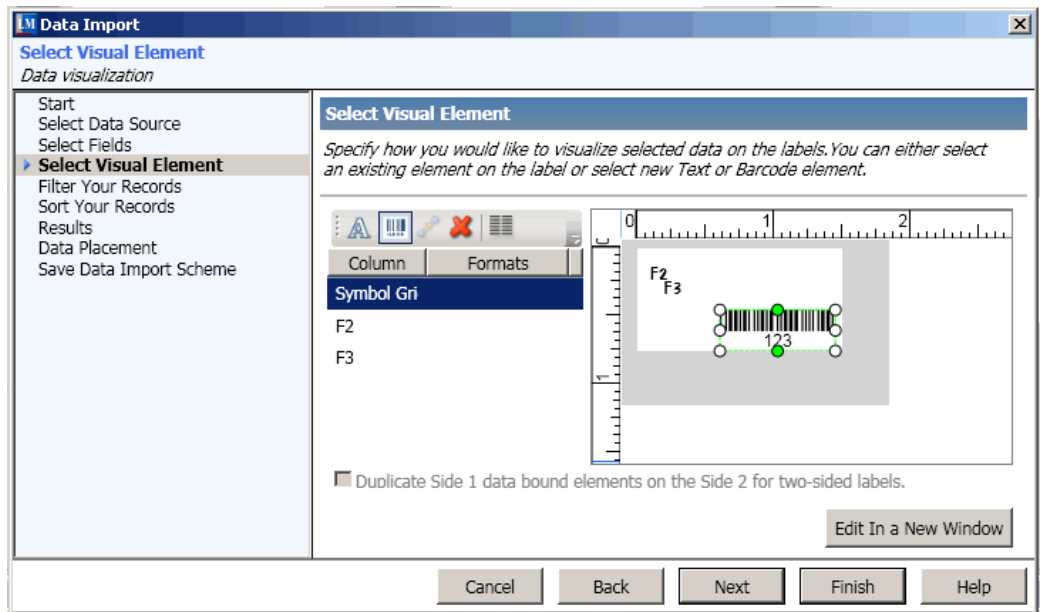 LM Data Import
Select Visual Element
Data visualization
Start
Select Data Source
Select Fields
Select Visual Element
Filter Your Records
Sort Your Records
Results
Data Placement
Save Data Import Scheme
Select Visual Element
Specify how you would like to visualize selected data on the labels.You can either select
an existing element on the label or select new Text or Barcode element.
A
Column Formats
Symbol Gri
F2
F3
0 1 2
0
1
F2
F3
123
Duplicate Side 1 data bound elements on the Side 2 for two-sided labels.
Edit In a New Window
Cancel Back Next Finish Help